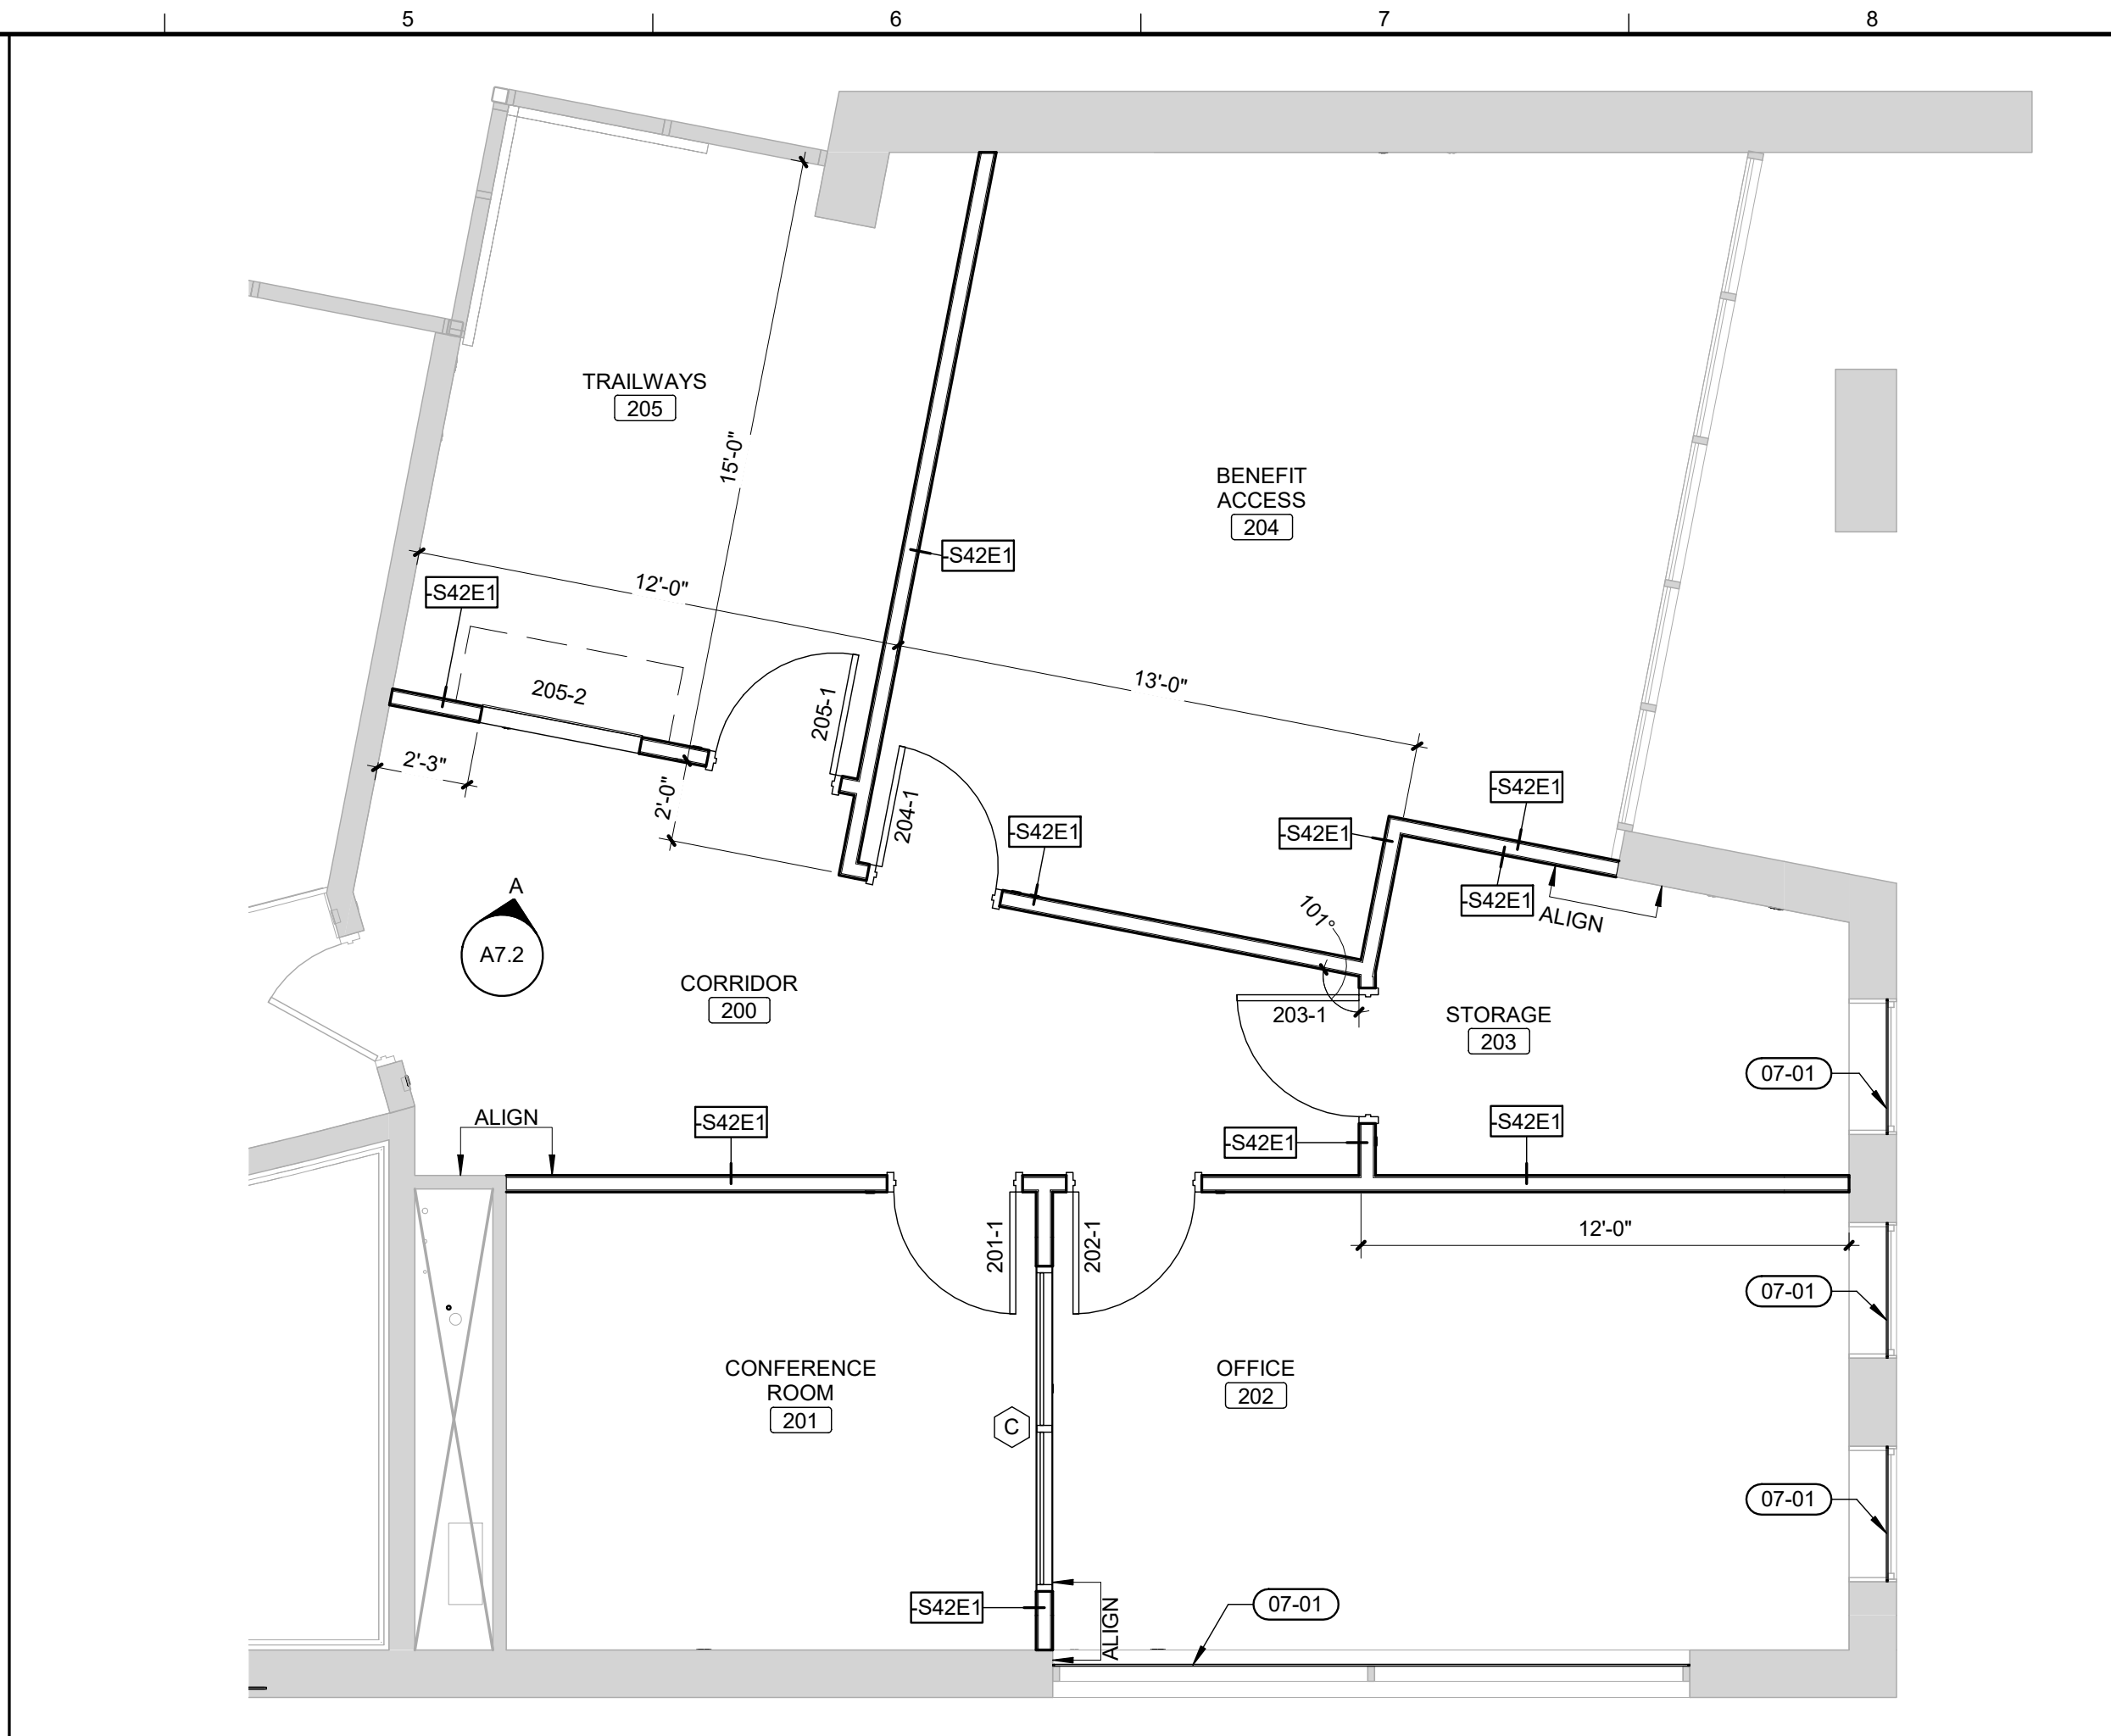 5
6
7
8
TRAILWAYS
205
15'-0"
BENEFIT
ACCESS
204
-S42E1
-S42E1
12'-0"
205-2
205-1
13'-0"
2'-3"
2'-0"
204-1
-S42E1
-S42E1
-S42E1
-S42E1
ALIGN
101°
A
A7.2
CORRIDOR
200
203-1
STORAGE
203
07-01
ALIGN
-S42E1
-S42E1
-S42E1
12'-0"
201-1
202-1
07-01
CONFERENCE
ROOM
201
OFFICE
202
C
07-01
-S42E1
ALIGN
07-01